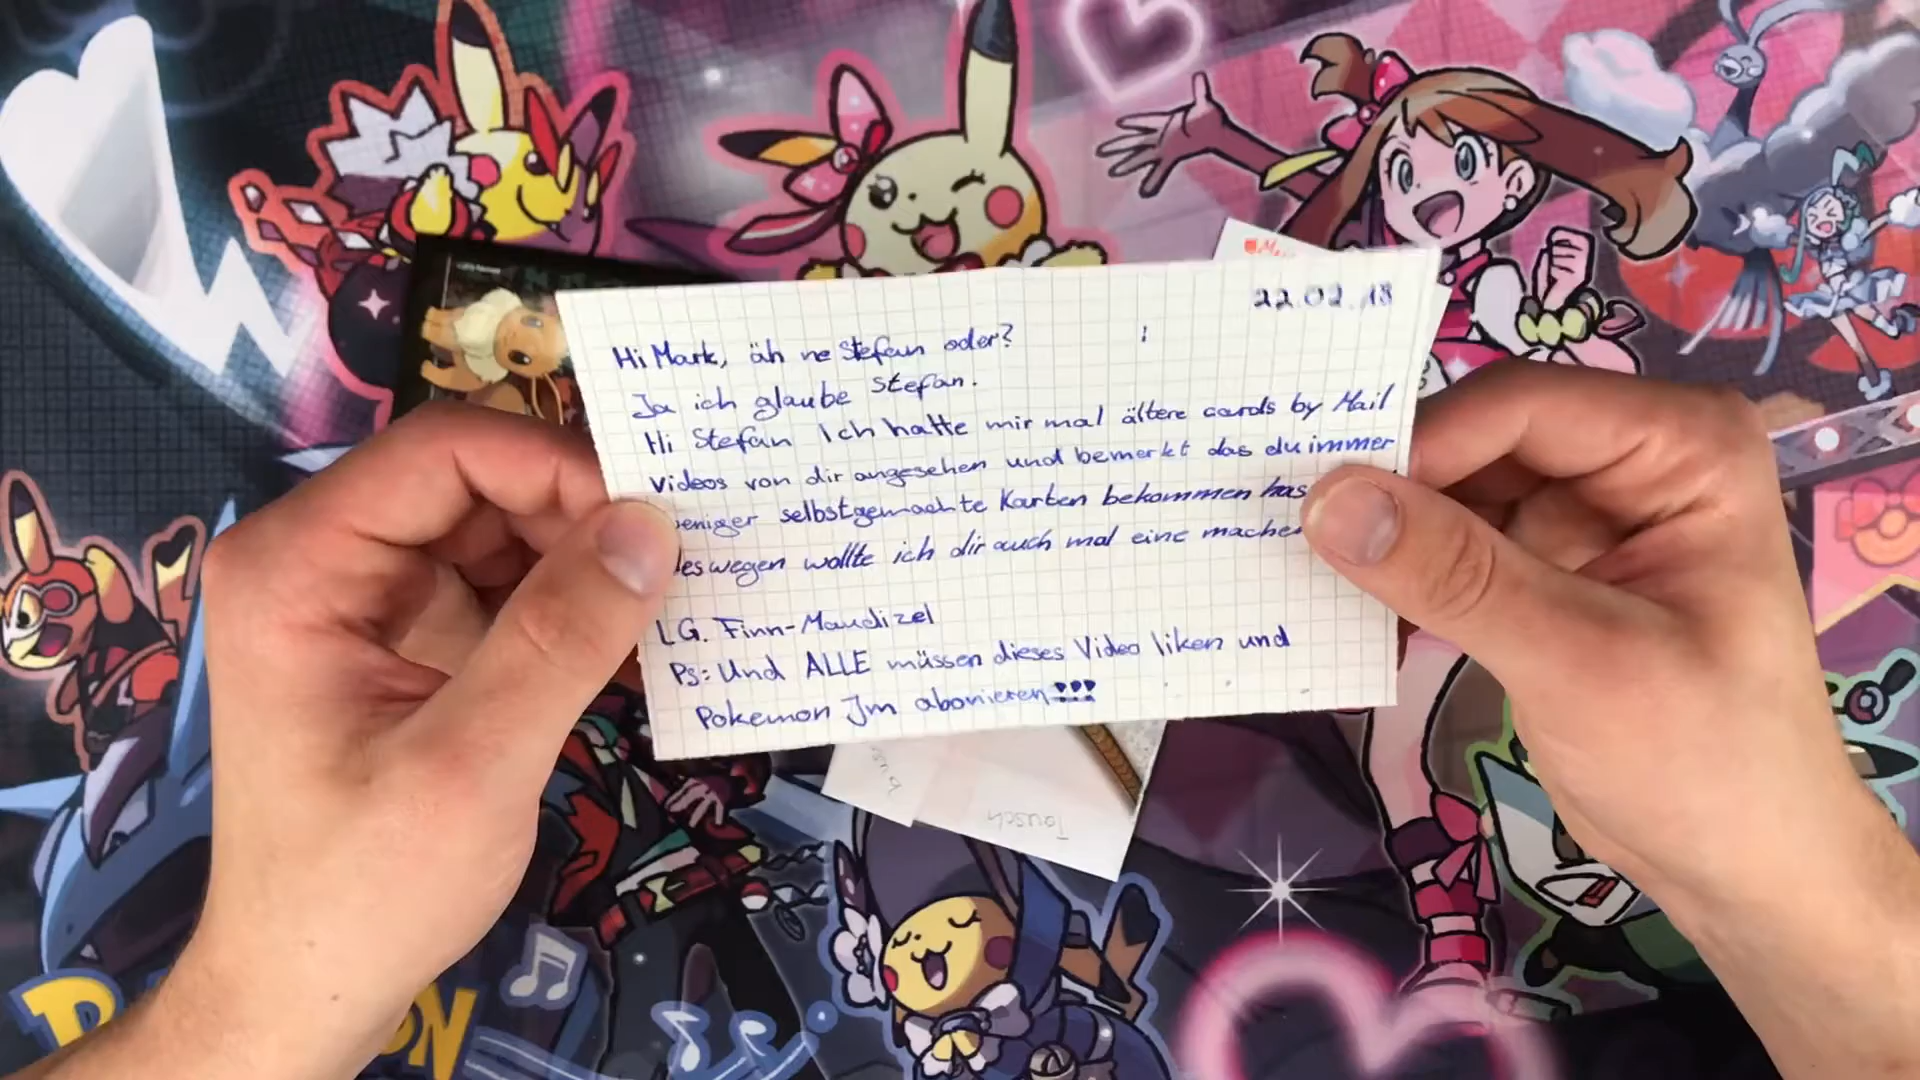 22.02.18
Hi Mark, äh ne Stefan oder?
Ja ich glaube Stefan.
Hi Stefan Ich hatte mir mal ältere cards by Mail
Videos von dir angesehen und bemerkt das du immer
weniger selbstgemachte Karten bekommen has
deswegen wollte ich dir auch mal eine machen
LG. Finn-Maudizel
Ps: Und ALLE müssen dieses Video liken und
Pokemon Jm abonieren!!!
Tausch